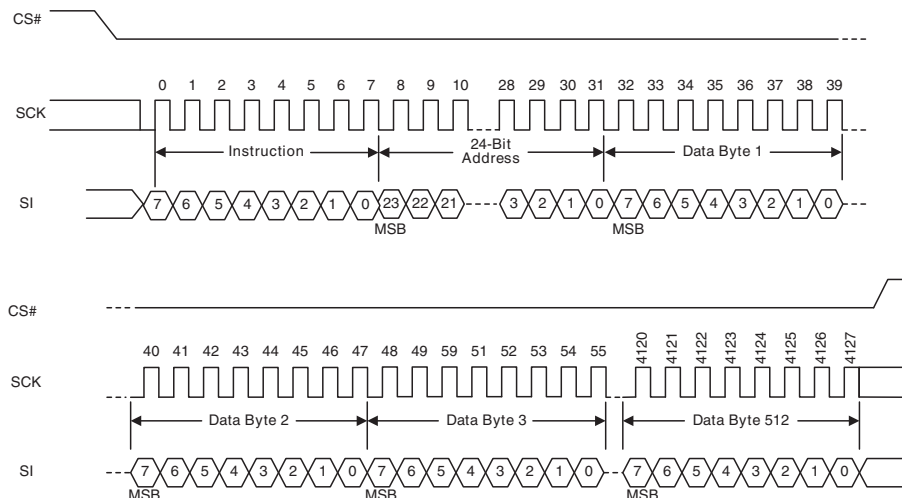 CS#
0 1 2 3 4 5 6 7 8 9 10 28 29 30 31 32 33 34 35 36 37 38 39
SCK
Instruction 24-Bit Address Data Byte 1
SI 7 6 5 4 3 2 1 0 23 22 21 3 2 1 0 7 6 5 4 3 2 1 0
MSB MSB
CS#
40 41 42 43 44 45 46 47 48 49 59 51 52 53 54 55 4120 4121 4122 4123 4124 4125 4126 4127
SCK
Data Byte 2 Data Byte 3 Data Byte 512
SI 7 6 5 4 3 2 1 0 7 6 5 4 3 2 1 0 7 6 5 4 3 2 1 0
MSB MSB MSB